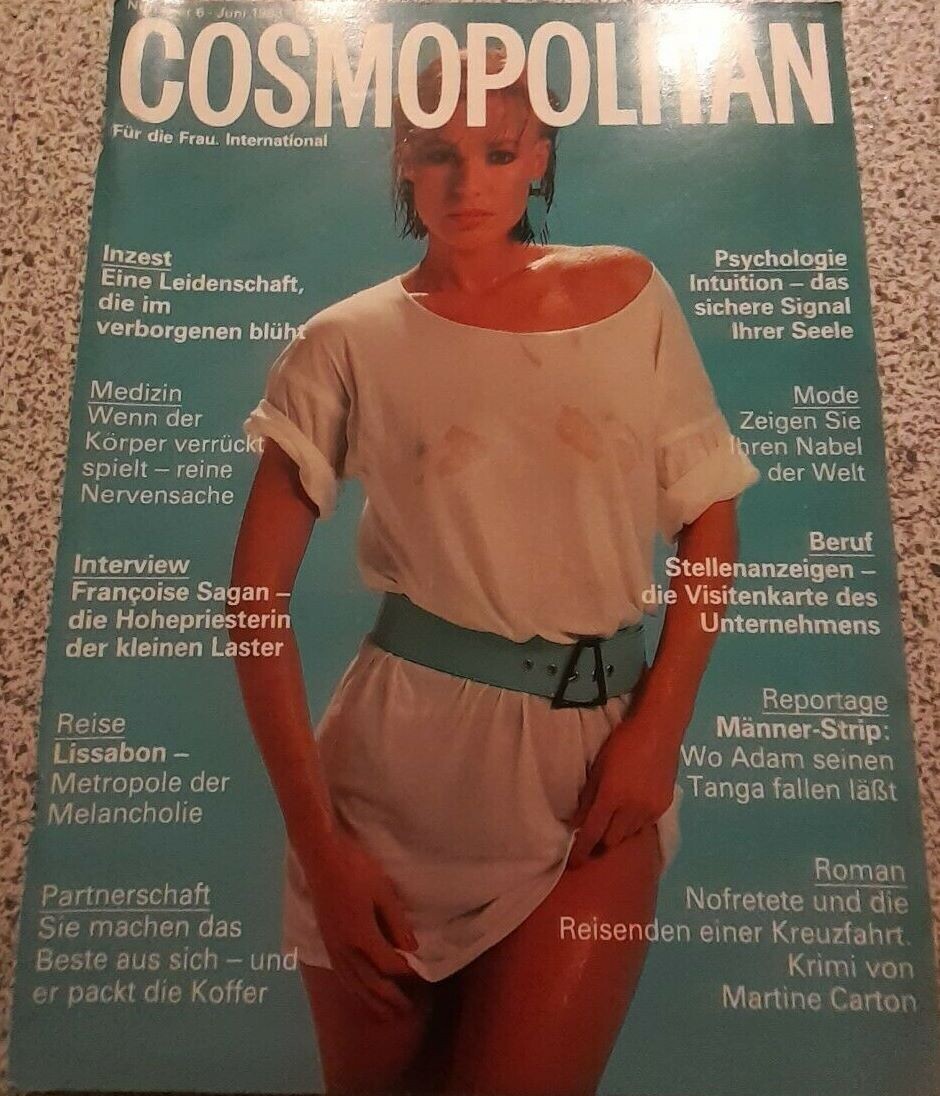 6 - Juni
COSMOPOLITAN
Für die Frau. International
Inzest
Eine Leidenschaft,
die im
verborgenen blüht
Medizin
Wenn der
Körper verrückt
spielt – reine
Nervensache
Interview
Françoise Sagan –
die Hohepriesterin
der kleinen Laster
Reise
Lissabon –
Metropole der
Melancholie
Partnerschaft
Sie machen das
Beste aus sich – und
er packt die Koffer
Psychologie
Intuition – das
sichere Signal
Ihrer Seele
Mode
Zeigen Sie
Ihren Nabel
der Welt
Beruf
Stellenanzeigen –
die Visitenkarte des
Unternehmens
Reportage
Männer-Strip:
Wo Adam seinen
Tanga fallen läßt
Roman
Nofretete und die
Reisenden einer Kreuzfahrt.
Krimi von
Martine Carton